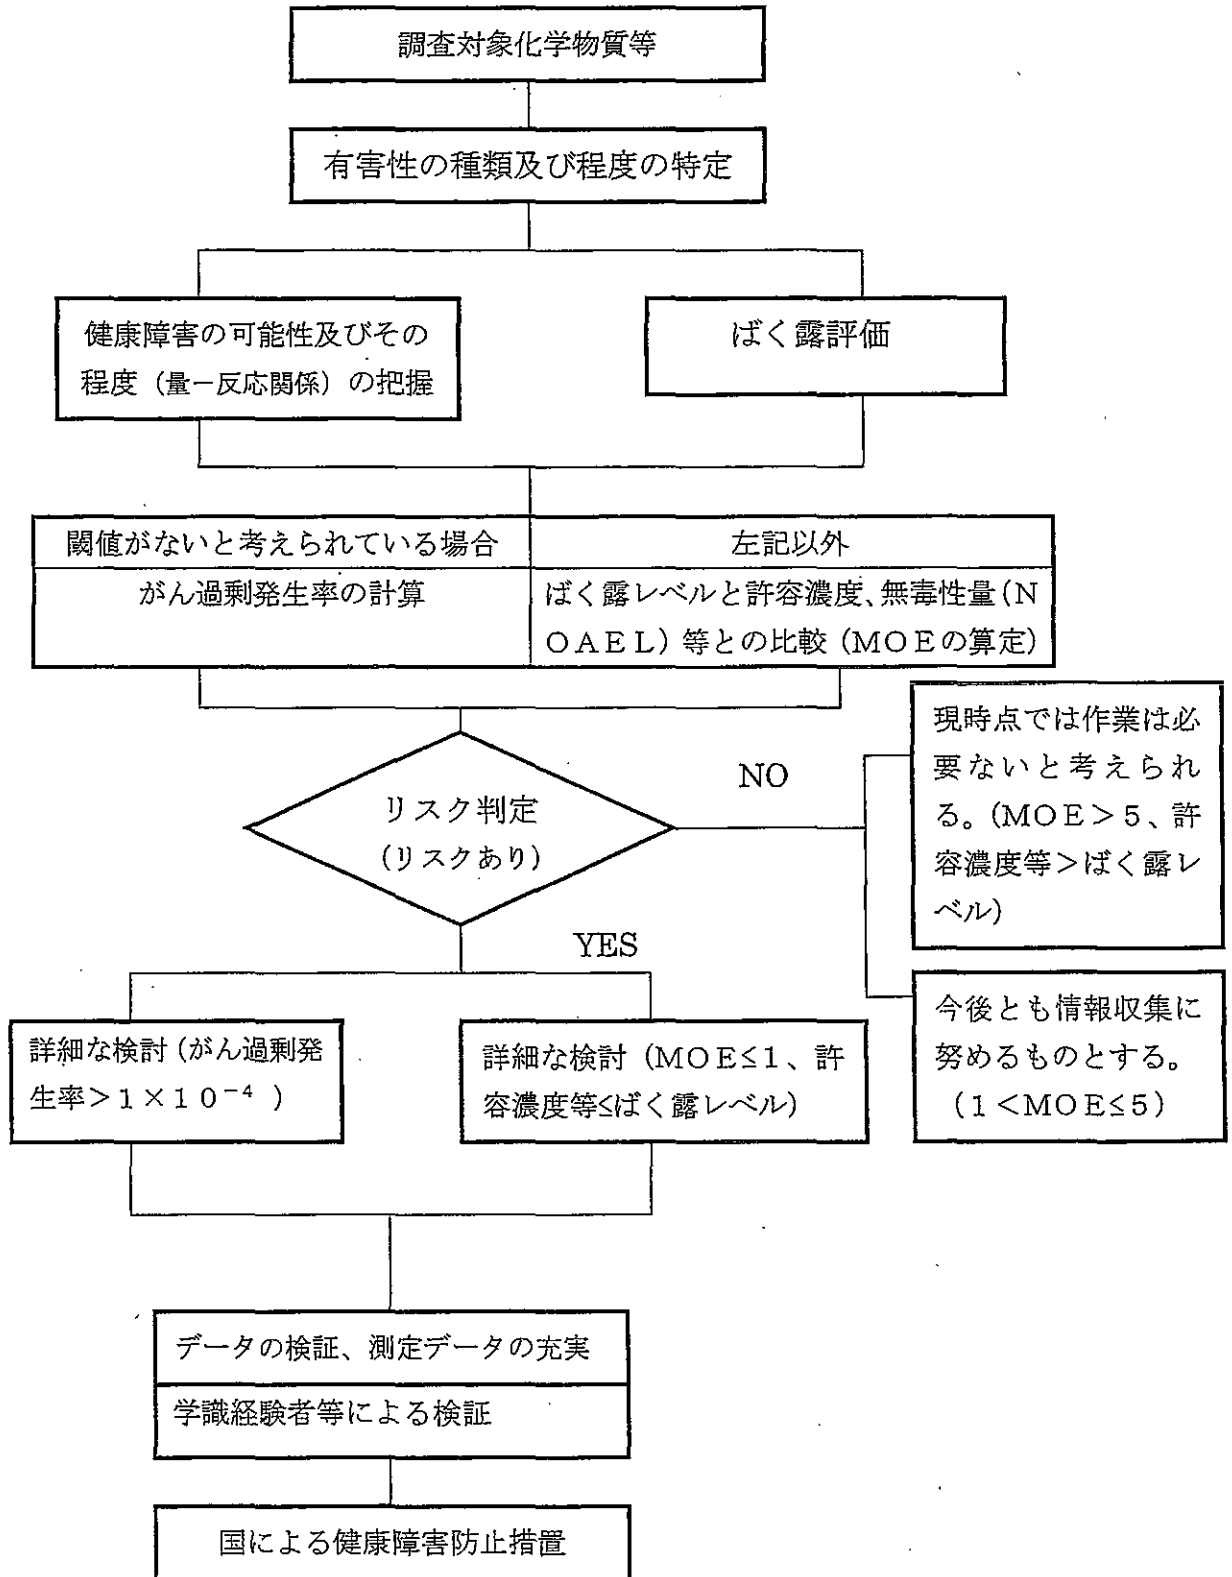 調査対象化学物質等
有害性の種類及び程度の特定
健康障害の可能性及びその
程度（量－反応関係）の把握
ばく露評価
閾値がないと考えられている場合
左記以外
がん過剰発生率の計算
ばく露レベルと許容濃度、無毒性量（N
OAEL）等との比較（MOEの算定）
リスク判定
（リスクあり）
NO
現時点では作業は必
要ないと考えられ
る。（MOE＞5、許
容濃度等＞ばく露レ
ベル）
YES
今後とも情報収集に
努めるものとする。
（1＜MOE≤5）
詳細な検討（がん過剰発
生率＞1×10⁻⁴ ）
詳細な検討（MOE≤1、許
容濃度等≤ばく露レベル）
データの検証、測定データの充実
学識経験者等による検証
国による健康障害防止措置